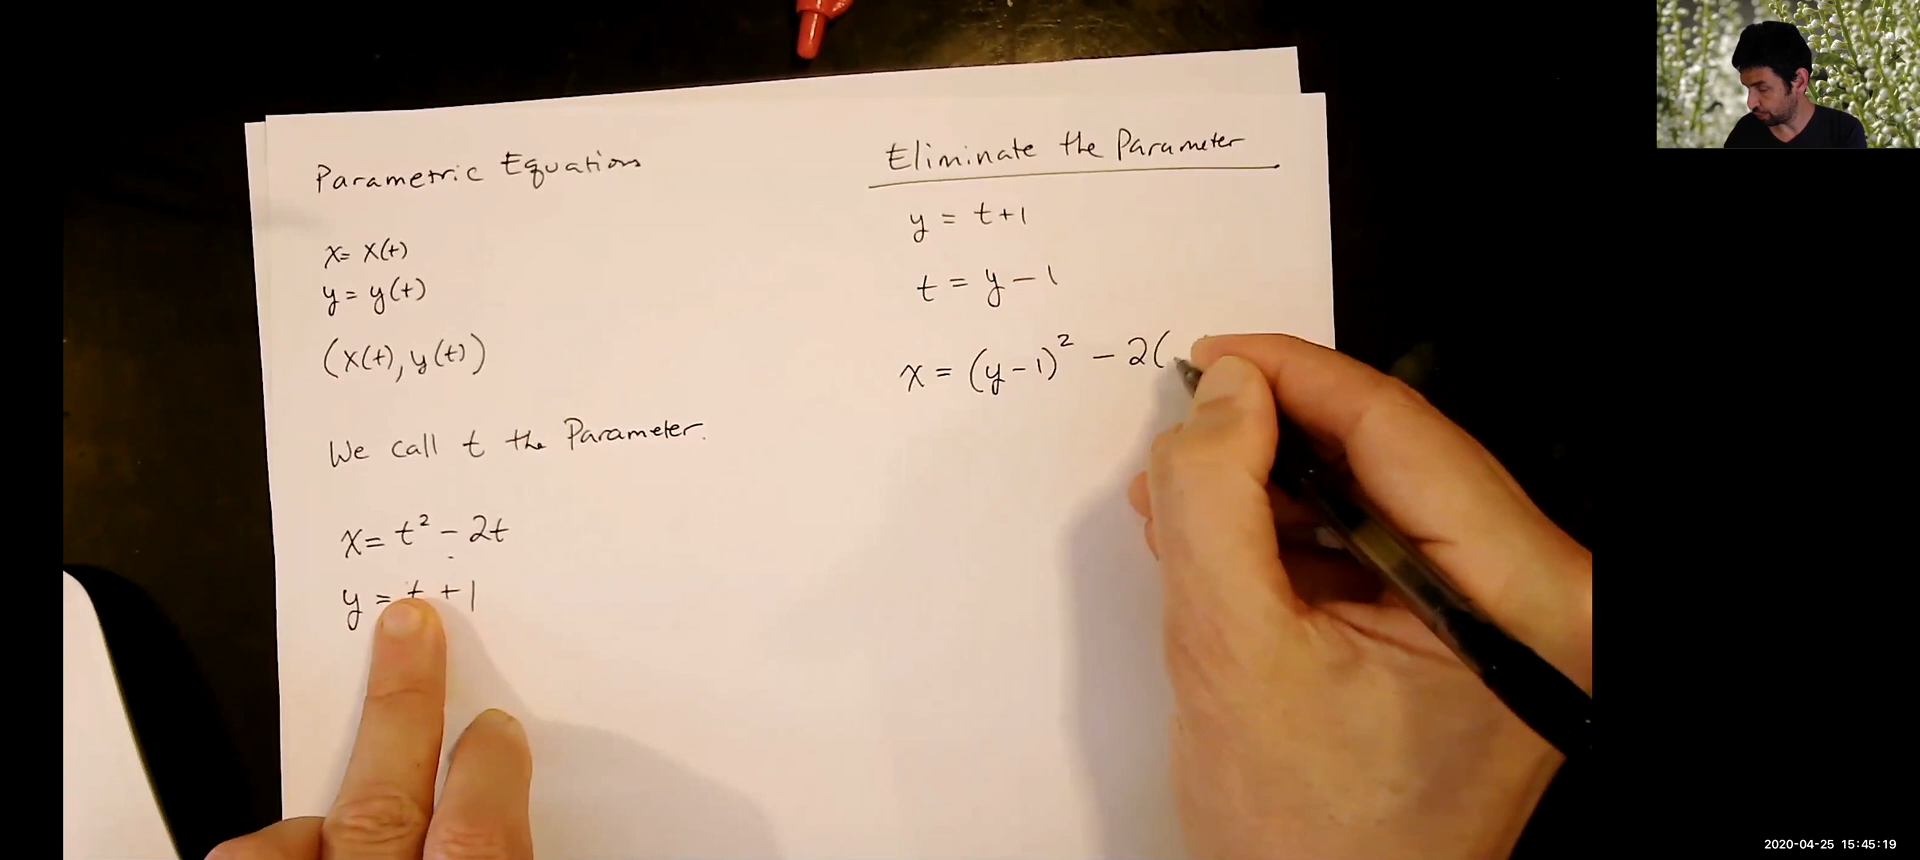 Parametric Equations
x = x(t)
y = y(t)
(x(t), y(t))
We call t the Parameter.
x = t² - 2t
y = t + 1
Eliminate the Parameter
y = t + 1
t = y - 1
x = (y - 1)² - 2(
2020-04-25 15:45:19